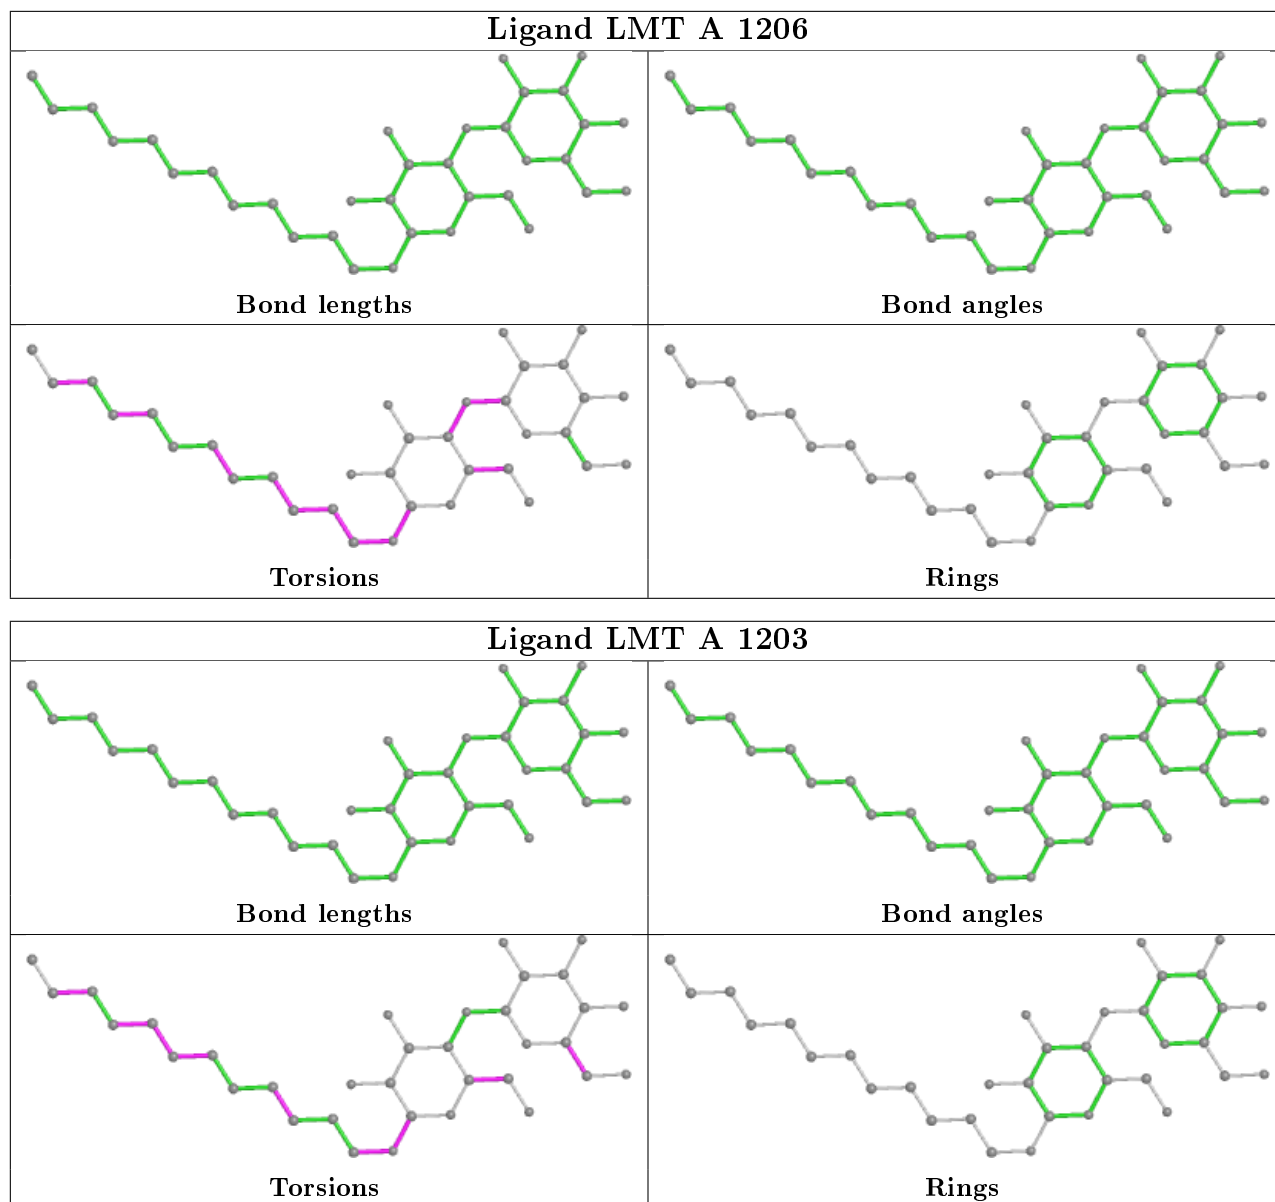 Ligand LMT A 1206
Bond lengths
Bond angles
Torsions
Rings
Ligand LMT A 1203
Bond lengths
Bond angles
Torsions
Rings